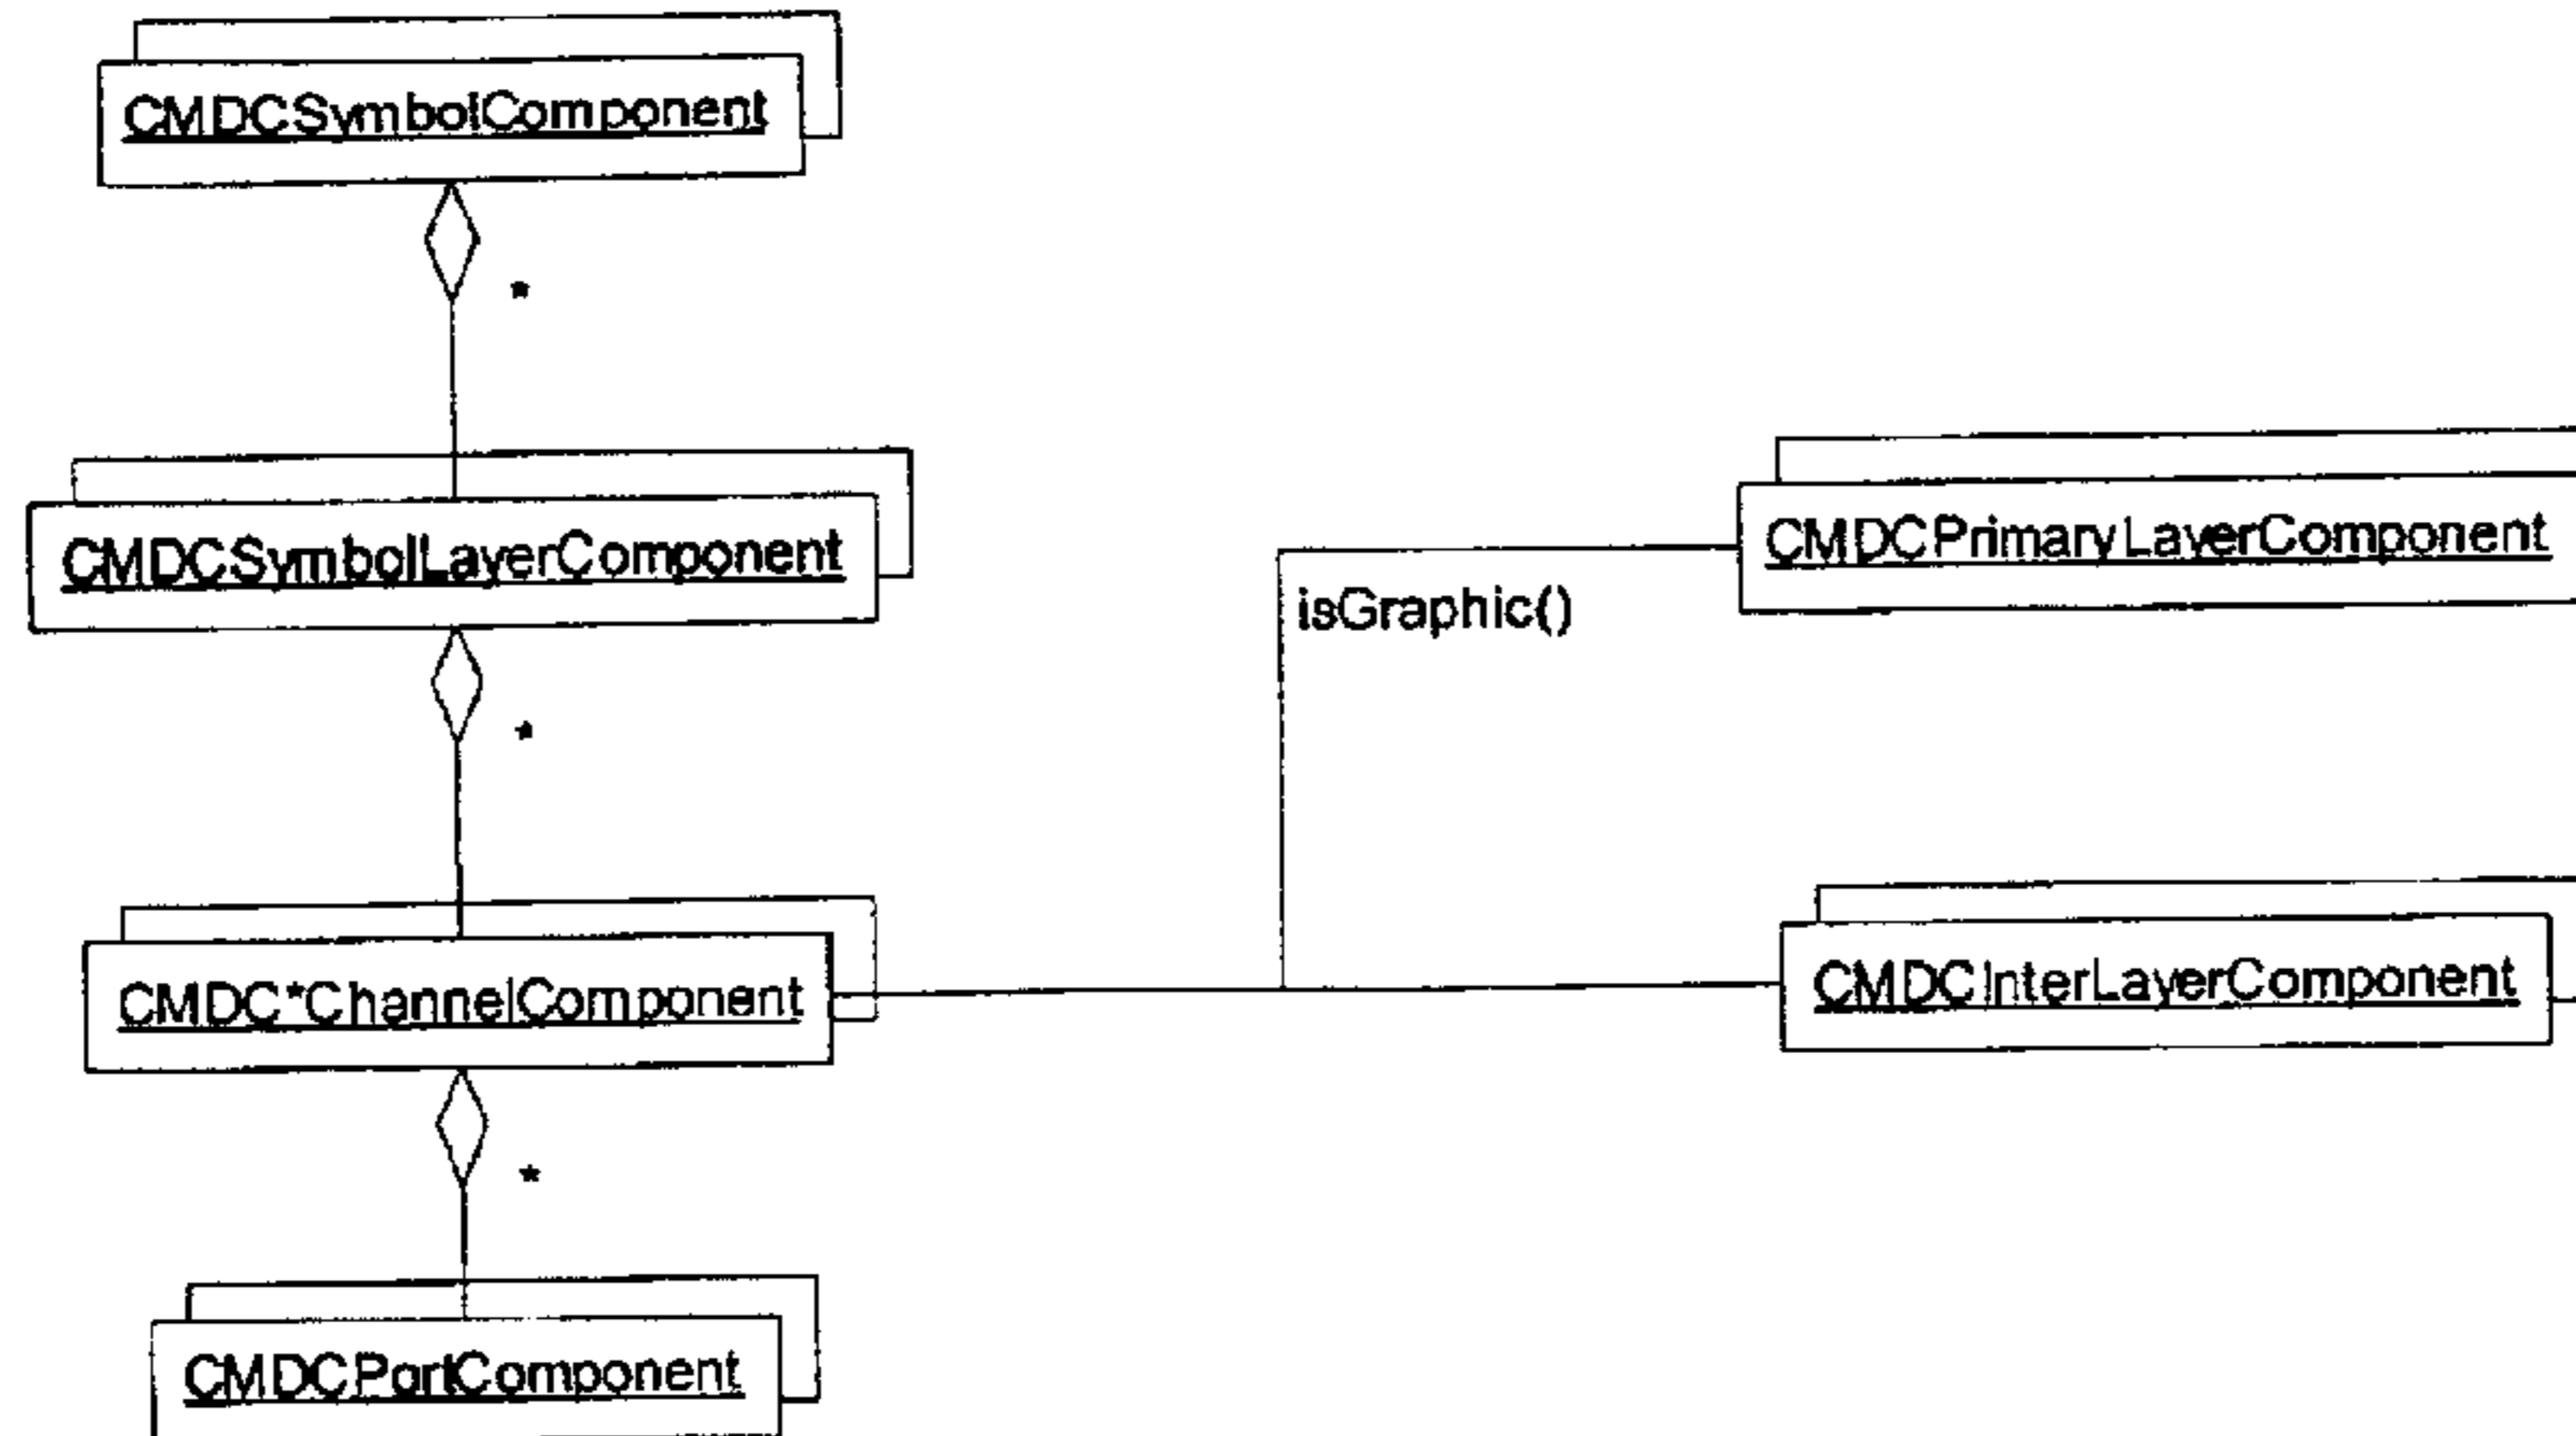 CMDCSymbolComponent
*
CMDCSymbolLayerComponent
CMDCPrimaryLayerComponent
isGraphic()
*
CMDC*ChannelComponent
CMDCInterLayerComponent
*
CMDCPortComponent